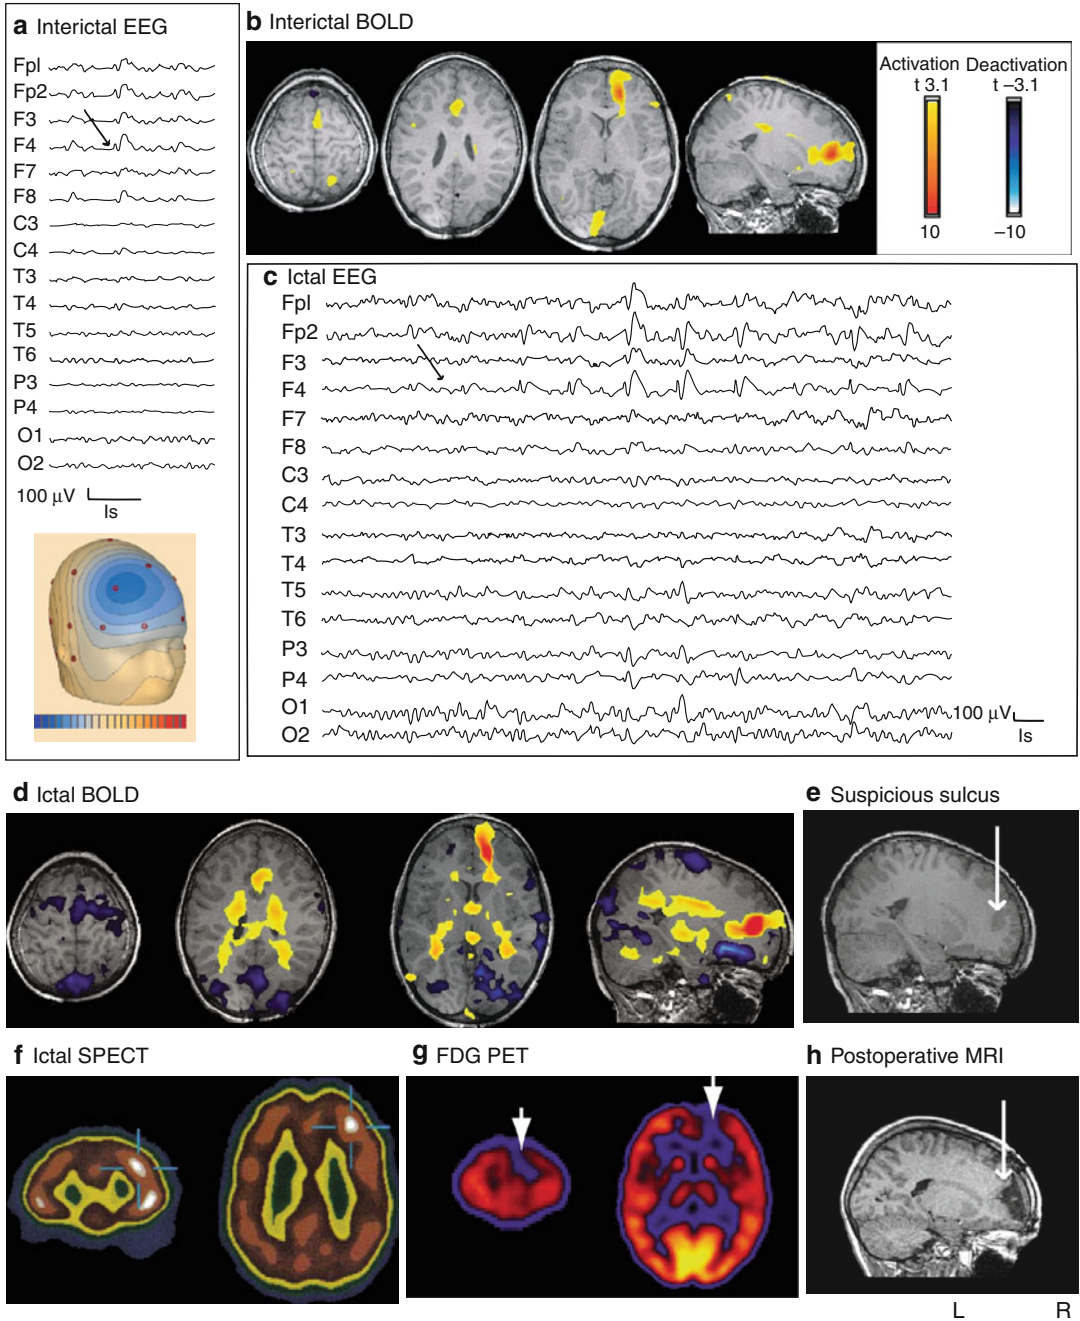 a Interictal EEG
Fpl
Fp2
F3
F4
F7
F8
C3
C4
T3
T4
T5
T6
P3
P4
O1
O2
100 μV
ls
b Interictal BOLD
Activation Deactivation
t 3.1 t –3.1
10 –10
c Ictal EEG
Fpl
Fp2
F3
F4
F7
F8
C3
C4
T3
T4
T5
T6
P3
P4
O1
O2
100 μV
ls
d Ictal BOLD
e Suspicious sulcus
f Ictal SPECT
g FDG PET
h Postoperative MRI
L R